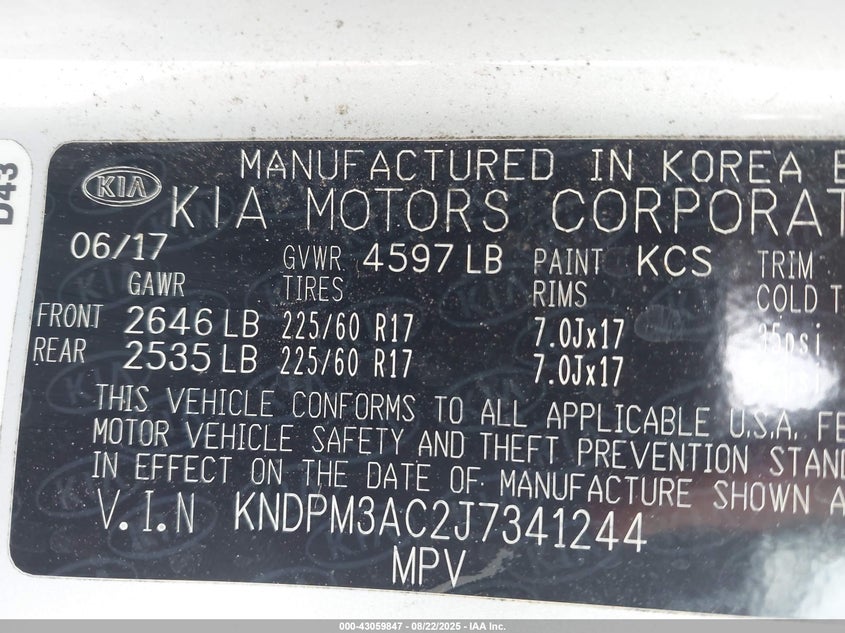 D43
MANUFACTURED IN KOREA B
KIA
KIA MOTORS CORPORAT
06/17 GVWR 4597 LB PAINT KCS TRIM
GAWR TIRES RIMS COLD T
FRONT 2646 LB 225/60 R17 7.0Jx17 35psi
REAR 2535 LB 225/60 R17 7.0Jx17
THIS VEHICLE CONFORMS TO ALL APPLICABLE U.S.A. FE
MOTOR VEHICLE SAFETY AND THEFT PREVENTION STAND
IN EFFECT ON THE DATE OF MANUFACTURE SHOWN A
V.I.N KNDPM3AC2J7341244
MPV
000-43059847 - 08/22/2025 - IAA Inc.